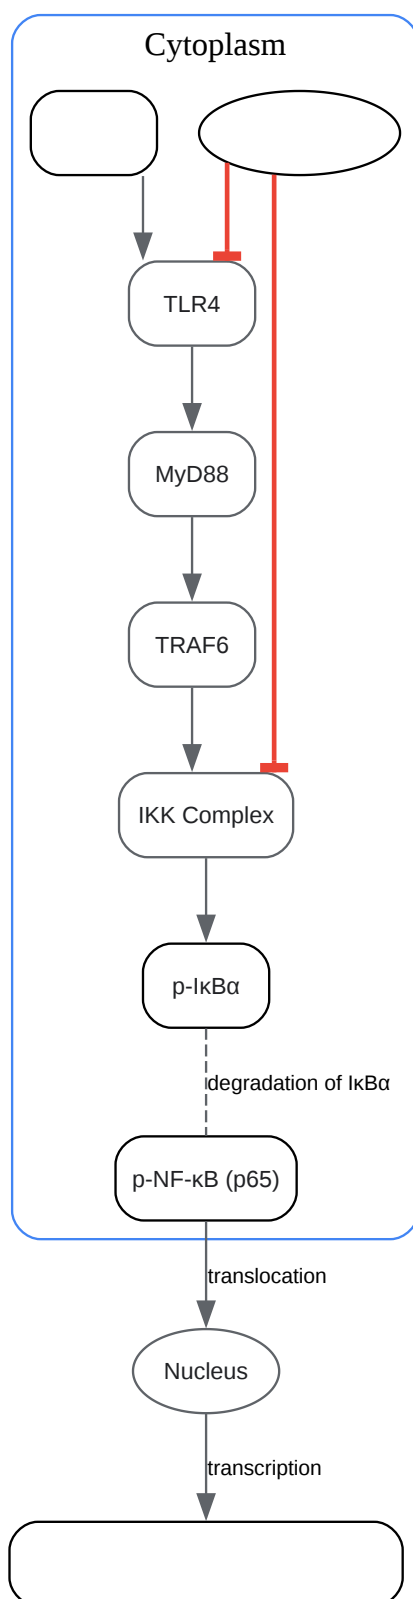 Cytoplasm
TLR4
MyD88
TRAF6
IKK Complex
p-IκBα
degradation of IκBα
p-NF-κB (p65)
translocation
Nucleus
transcription